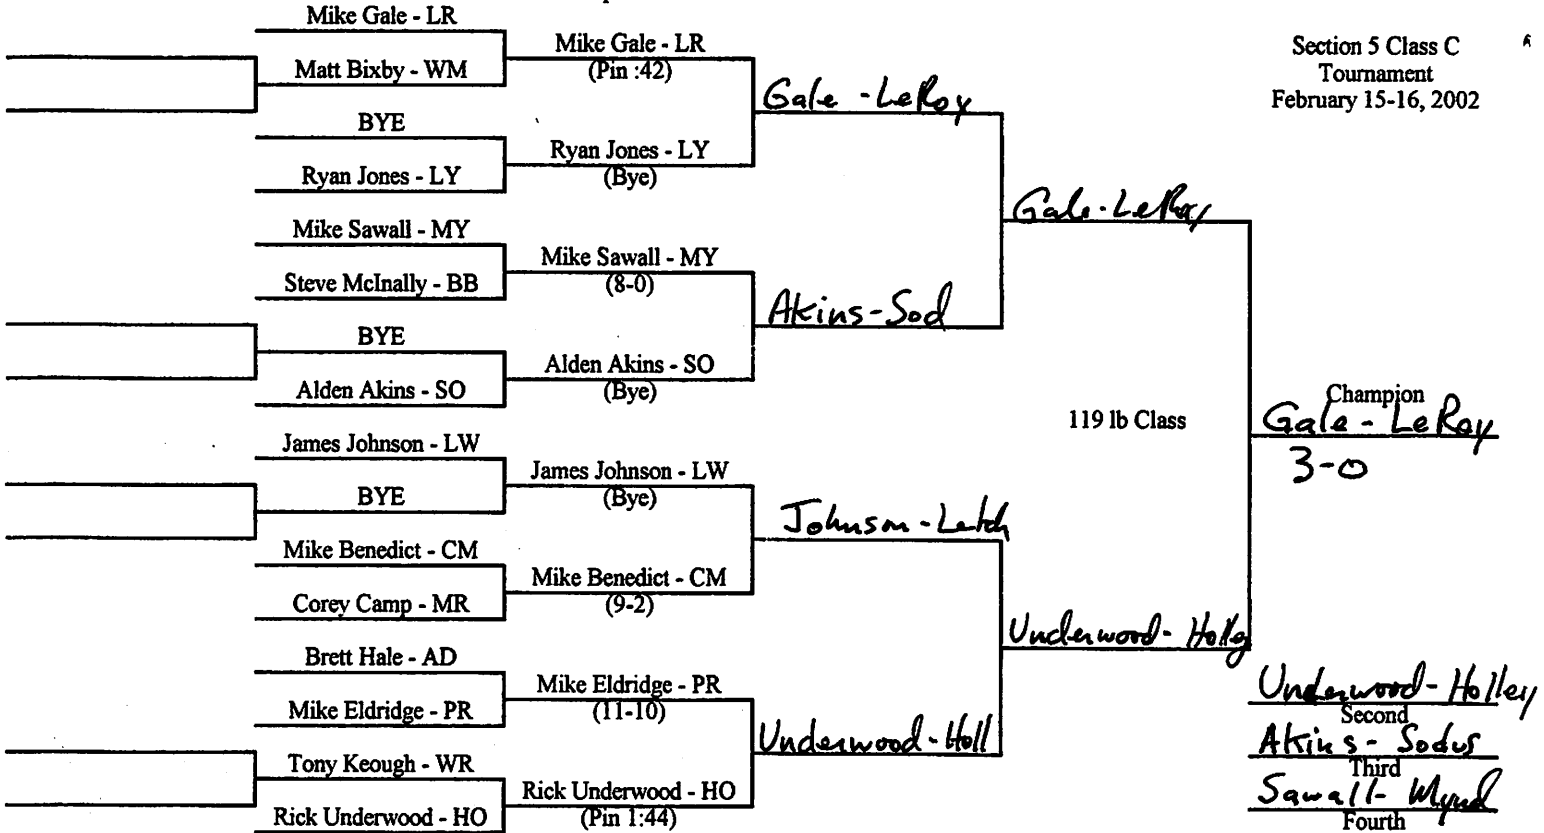 Mike Gale - LR
Matt Bixby - WM
BYE
Ryan Jones - LY
Mike Sawall - MY
Steve McInally - BB
BYE
Alden Akins - SO
James Johnson - LW
BYE
Mike Benedict - CM
Corey Camp - MR
Brett Hale - AD
Mike Eldridge - PR
Tony Keough - WR
Rick Underwood - HO
Mike Gale - LR
(Pin :42)
Ryan Jones - LY
(Bye)
Mike Sawall - MY
(8-0)
Alden Akins - SO
(Bye)
James Johnson - LW
(Bye)
Mike Benedict - CM
(9-2)
Mike Eldridge - PR
(11-10)
Rick Underwood - HO
(Pin 1:44)
Gale - LeRoy
Akins - Sod
Johnson - Letch
Underwood - Holl
Gale - LeRoy
Underwood - Holley
Section 5 Class C
Tournament
February 15-16, 2002
119 lb Class
Champion
Gale - LeRoy
3-0
Underwood - Holley
Second
Akins - Sodus
Third
Sawall - Mynd
Fourth